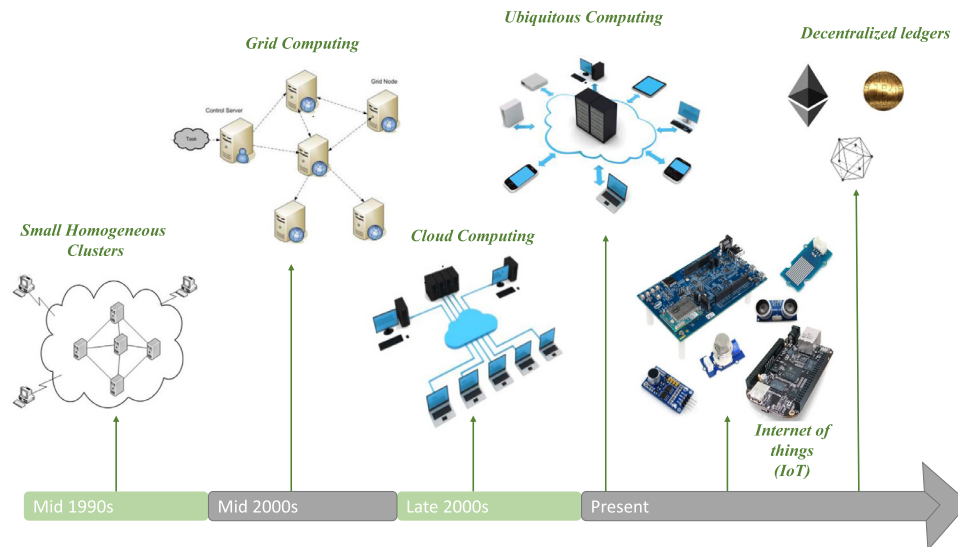 Grid Computing
Ubiquitous Computing
Decentralized ledgers
Grid Node
Control Server
Task
Small Homogeneous
Clusters
Cloud Computing
Internet of
things
(IoT)
Mid 1990s
Mid 2000s
Late 2000s
Present